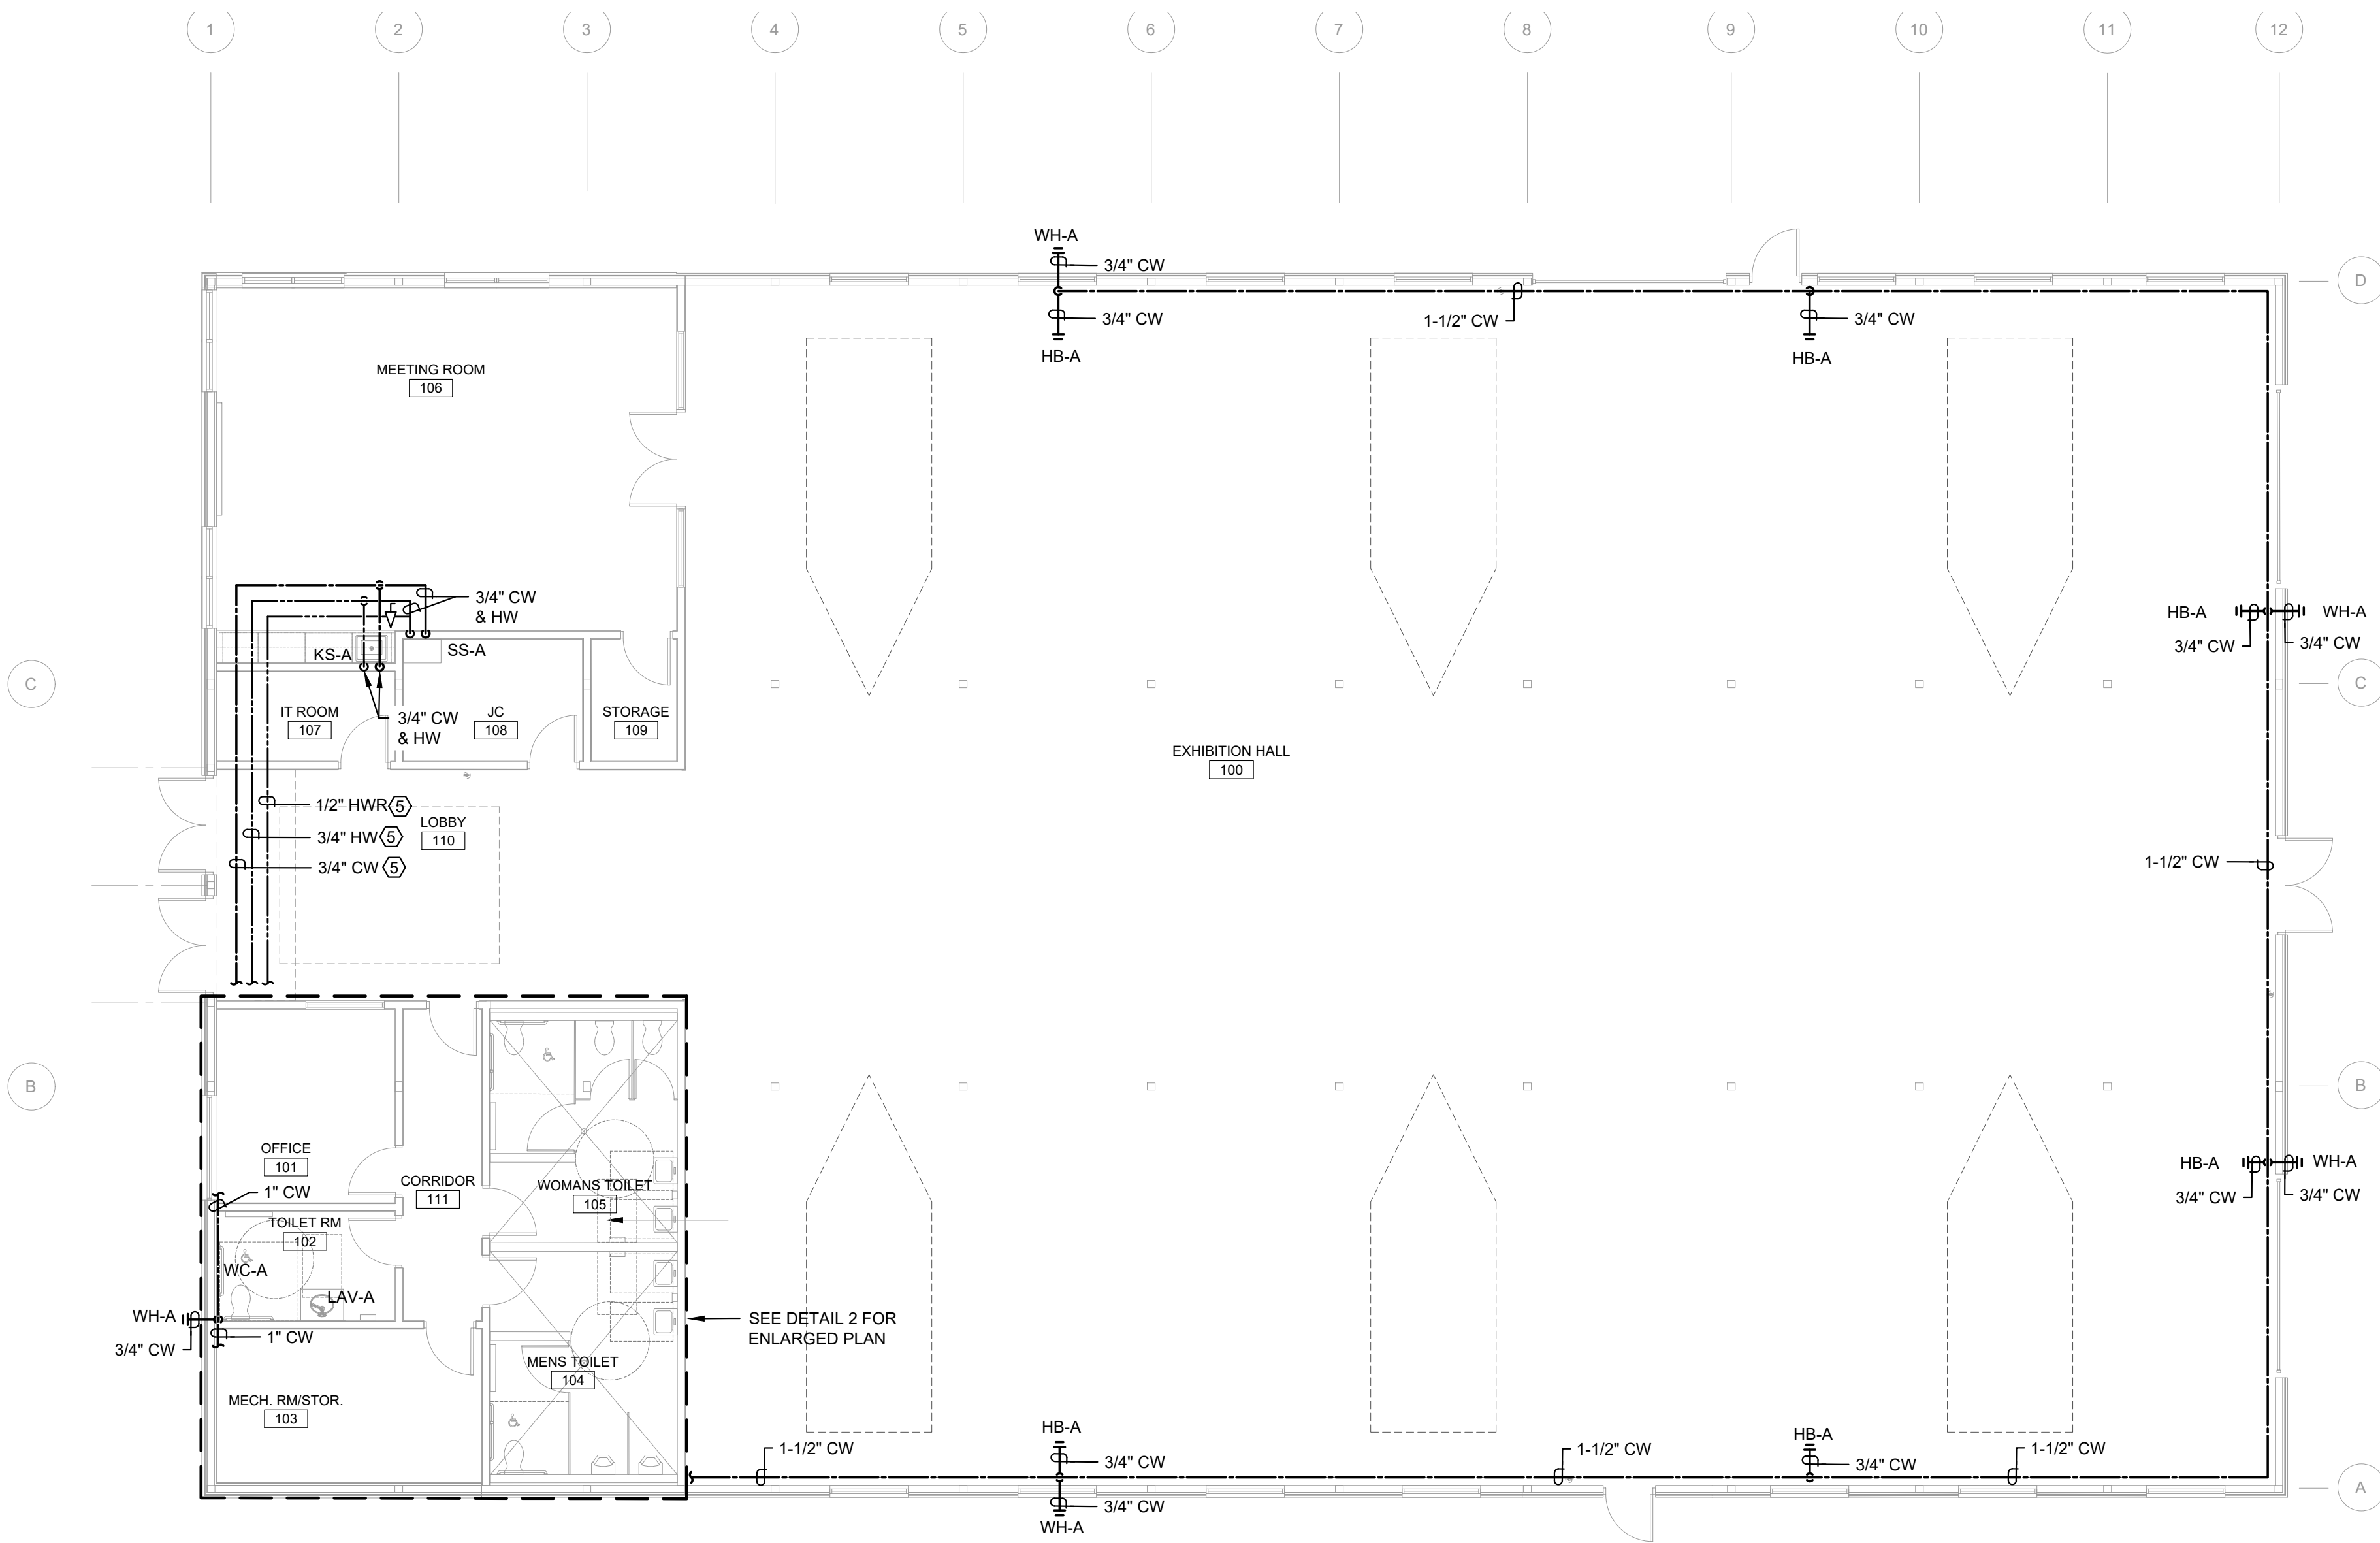 1 2 3 4 5 6 7 8 9 10 11 12
WH-A
3/4" CW
D
3/4" CW
1-1/2" CW
3/4" CW
HB-A
HB-A
MEETING ROOM
106
3/4" CW
& HW
HB-A
WH-A
3/4" CW
3/4" CW
KS-A
SS-A
C
C
IT ROOM
107
3/4" CW
& HW
JC
108
STORAGE
109
EXHIBITION HALL
100
1/2" HWR 5
LOBBY
110
3/4" HW 5
3/4" CW 5
1-1/2" CW
B
B
OFFICE
101
CORRIDOR
111
WOMANS TOILET
105
1" CW
HB-A
WH-A
3/4" CW
3/4" CW
TOILET RM
102
WC-A
LAV-A
WH-A
3/4" CW
1" CW
SEE DETAIL 2 FOR
ENLARGED PLAN
MENS TOILET
104
MECH. RM/STOR.
103
HB-A
HB-A
1-1/2" CW
3/4" CW
1-1/2" CW
3/4" CW
1-1/2" CW
A
3/4" CW
WH-A